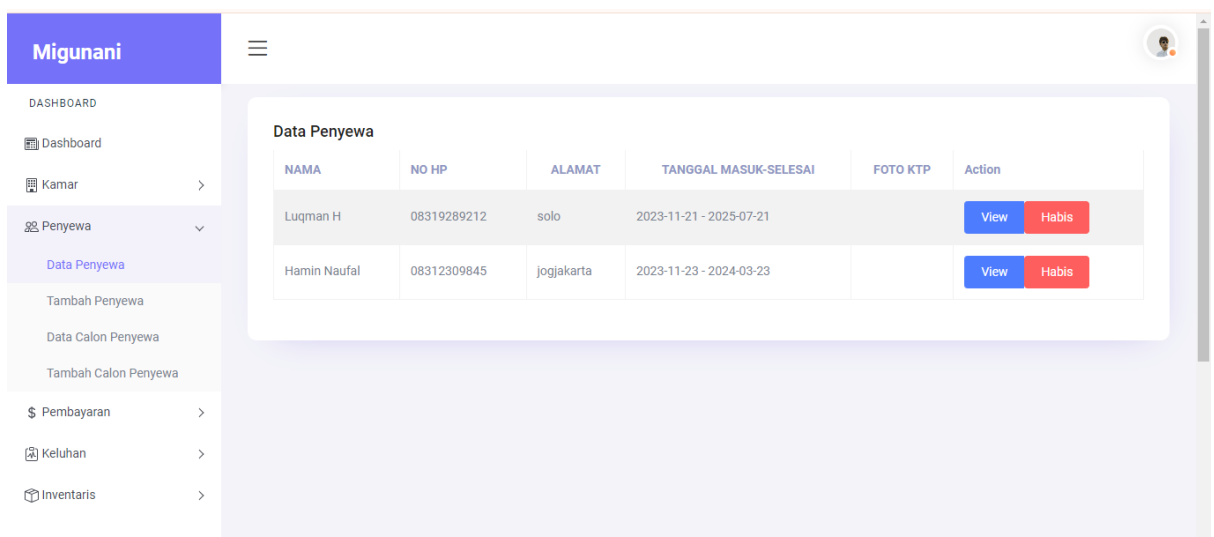 Migunani
DASHBOARD
Dashboard
Kamar
Penyewa
Data Penyewa
Tambah Penyewa
Data Calon Penyewa
Tambah Calon Penyewa
$ Pembayaran
Keluhan
Inventaris
Data Penyewa
NAMA NO HP ALAMAT TANGGAL MASUK-SELESAI FOTO KTP Action
Luqman H 08319289212 solo 2023-11-21 - 2025-07-21 View Habis
Hamin Naufal 08312309845 jogjakarta 2023-11-23 - 2024-03-23 View Habis